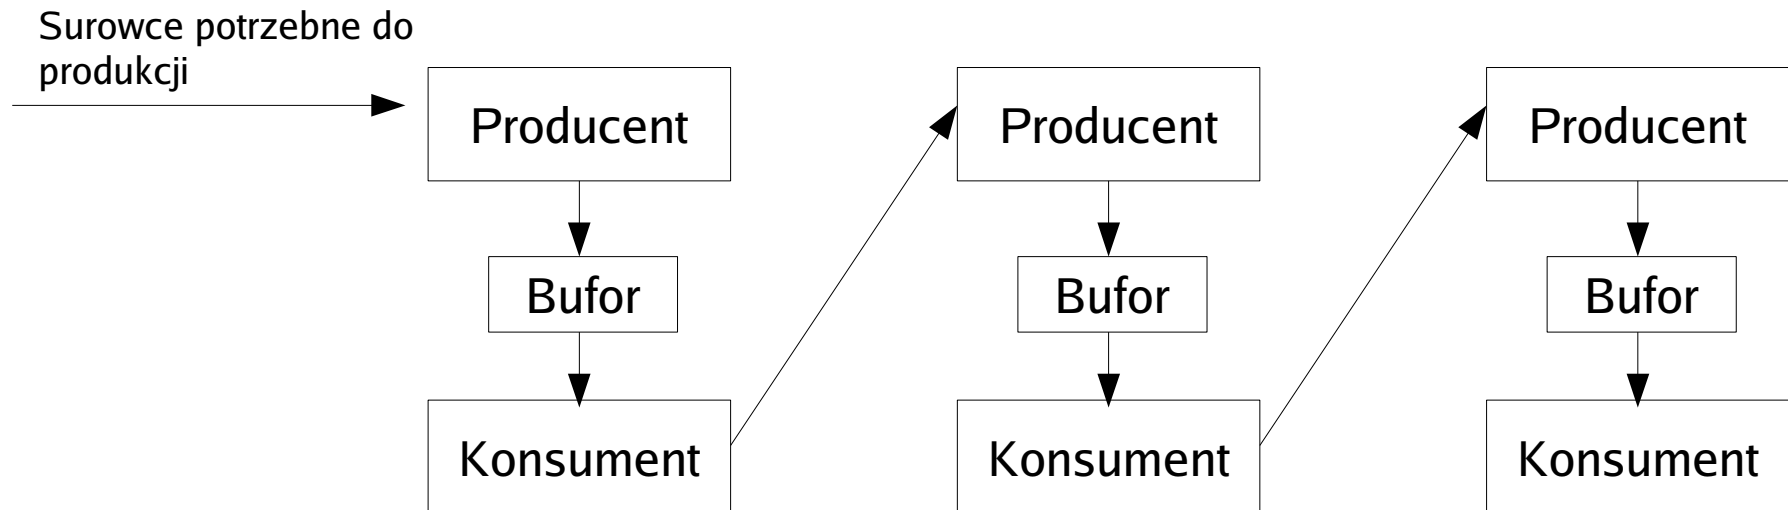 Surowce potrzebne do
produkcji
Producent
Producent
Producent
Bufor
Bufor
Bufor
Konsument
Konsument
Konsument